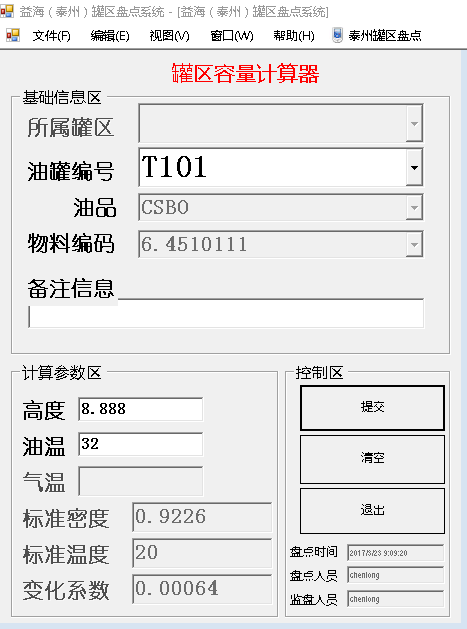 益海（泰州）罐区盘点系统 - [益海（泰州）罐区盘点系统]
文件(F) 编辑(E) 视图(V) 窗口(W) 帮助(H) 泰州罐区盘点
罐区容量计算器
基础信息区
所属罐区
油罐编号 T101
油品 CSBO
物料编码 6.4510111
备注信息
计算参数区
高度 8.888
油温 32
气温
标准密度 0.9226
标准温度 20
变化系数 0.00064
控制区
提交
清空
退出
盘点时间 2017/3/23 9:09:20
盘点人员 chenlong
监盘人员 chenlong